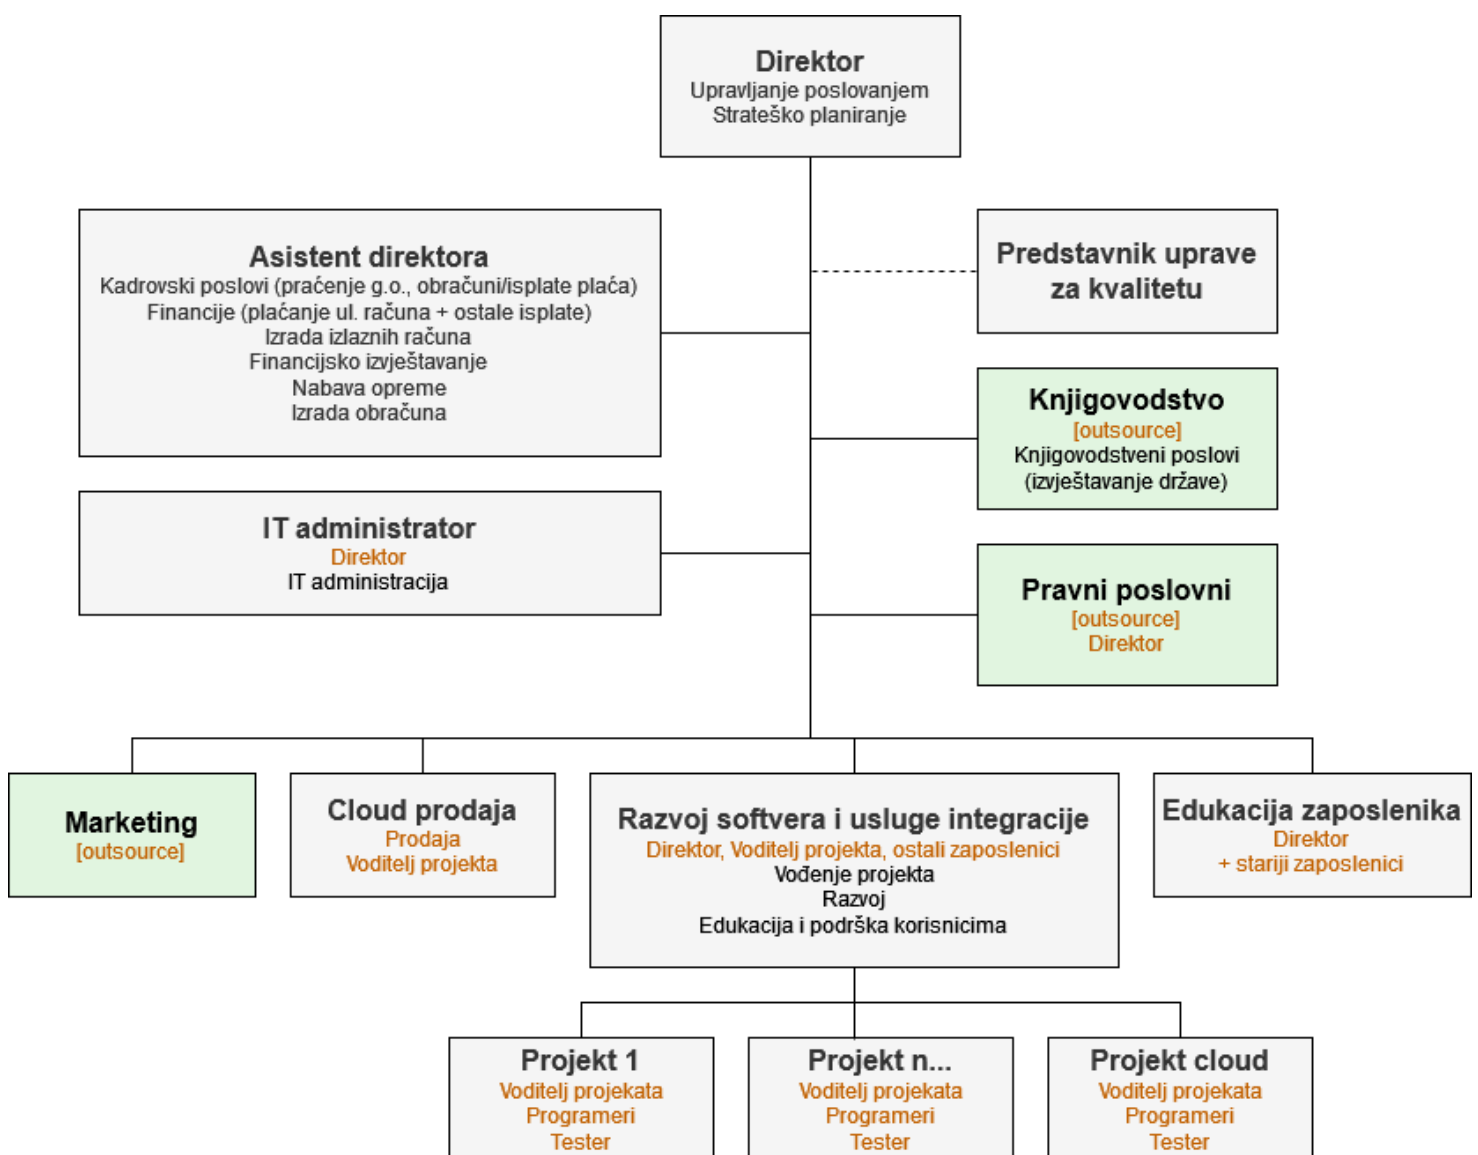 Direktor
Upravljanje poslovanjem
Strateško planiranje
Asistent direktora
Kadrovski poslovi (praćenje g.o., obračuni/isplate plaća)
Financije (plaćanje ul. računa + ostale isplate)
Izrada izlaznih računa
Financijsko izvještavanje
Nabava opreme
Izrada obračuna
Predstavnik uprave
za kvalitetu
Knjigovodstvo
[outsource]
Knjigovodstveni poslovi
(izvještavanje države)
IT administrator
Direktor
IT administracija
Pravni poslovni
[outsource]
Direktor
Marketing
[outsource]
Cloud prodaja
Prodaja
Voditelj projekta
Razvoj softvera i usluge integracije
Direktor, Voditelj projekta, ostali zaposlenici
Vođenje projekta
Razvoj
Edukacija i podrška korisnicima
Edukacija zaposlenika
Direktor
+ stariji zaposlenici
Projekt 1
Voditelj projekata
Programeri
Tester
Projekt n...
Voditelj projekata
Programeri
Tester
Projekt cloud
Voditelj projekata
Programeri
Tester